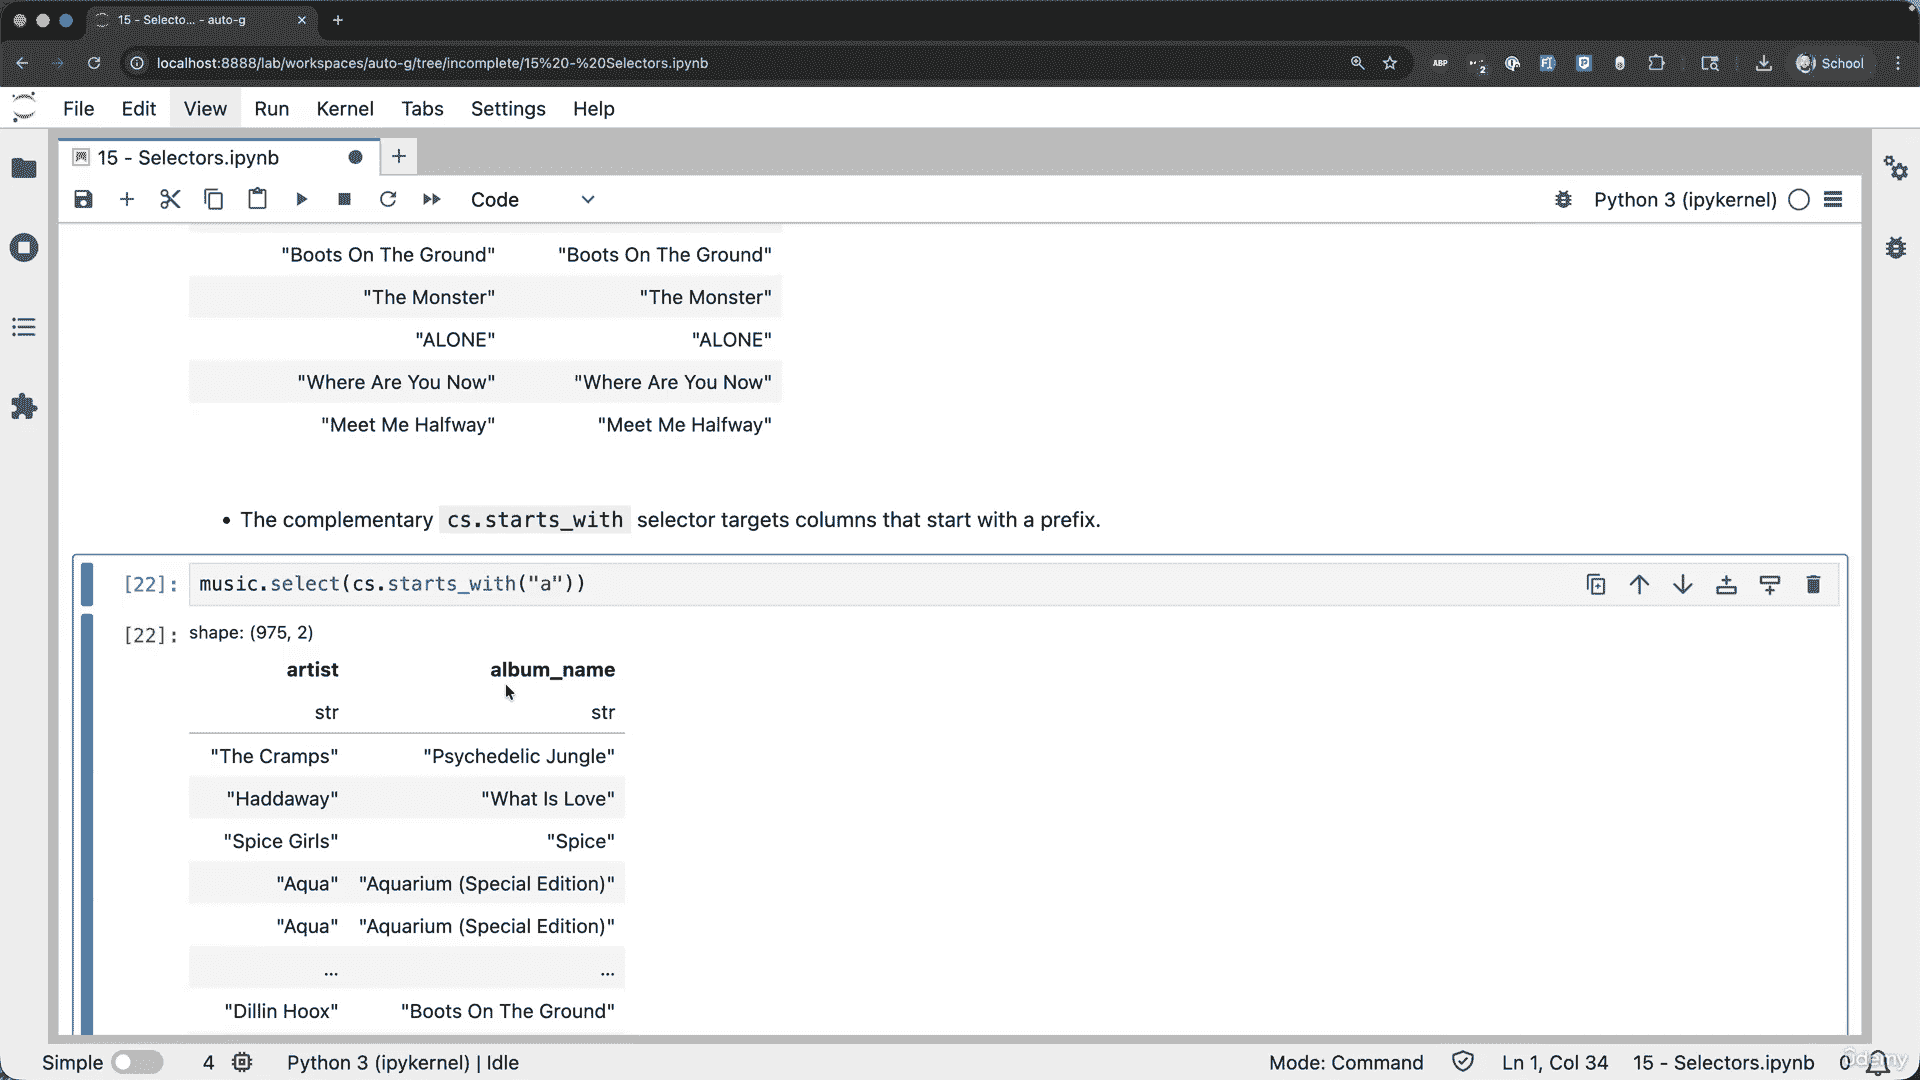 15 - Selecto... - auto-g
localhost:8888/lab/workspaces/auto-g/tree/incomplete/15%20-%20Selectors.ipynb
ABP
2
School
File Edit View Run Kernel Tabs Settings Help
15 - Selectors.ipynb
Code
Python 3 (ipykernel)
"Boots On The Ground" "Boots On The Ground"
"The Monster" "The Monster"
"ALONE" "ALONE"
"Where Are You Now" "Where Are You Now"
"Meet Me Halfway" "Meet Me Halfway"
• The complementary cs.starts_with selector targets columns that start with a prefix.
[22]: music.select(cs.starts_with("a"))
[22]: shape: (975, 2)
artist album_name
str str
"The Cramps" "Psychedelic Jungle"
"Haddaway" "What Is Love"
"Spice Girls" "Spice"
"Aqua" "Aquarium (Special Edition)"
"Aqua" "Aquarium (Special Edition)"
... ...
"Dillin Hoox" "Boots On The Ground"
Simple 4 Python 3 (ipykernel) | Idle Mode: Command Ln 1, Col 34 15 - Selectors.ipynb 0
Udemy